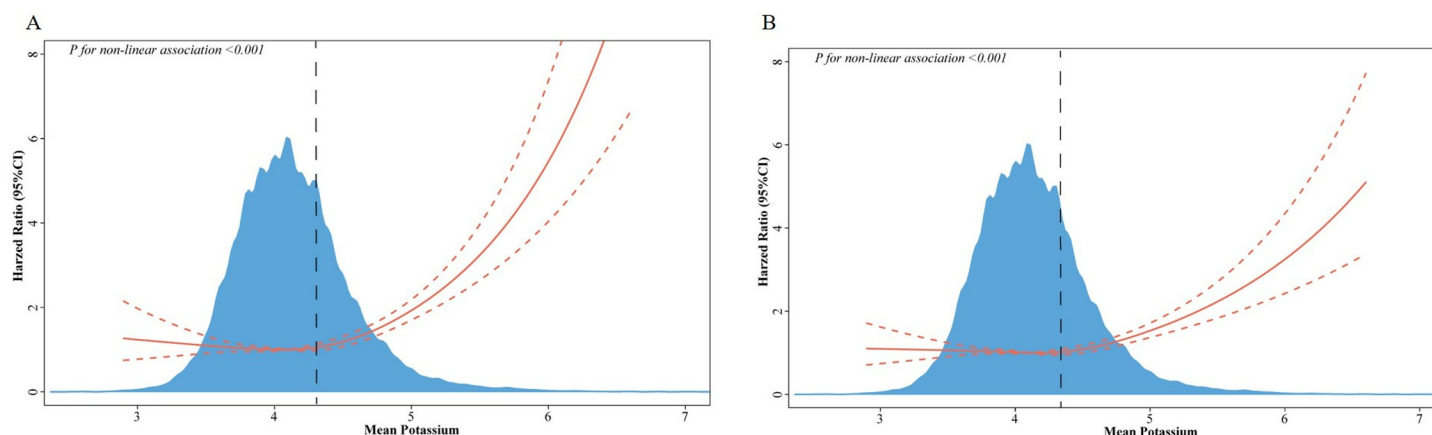 A
P for non-linear association <0.001
8
6
4
2
0
Harzed Ratio (95%CI)
3 4 5 6 7
Mean Potassium
B
P for non-linear association <0.001
8
6
4
2
0
Harzed Ratio (95%CI)
3 4 5 6 7
Mean Potassium